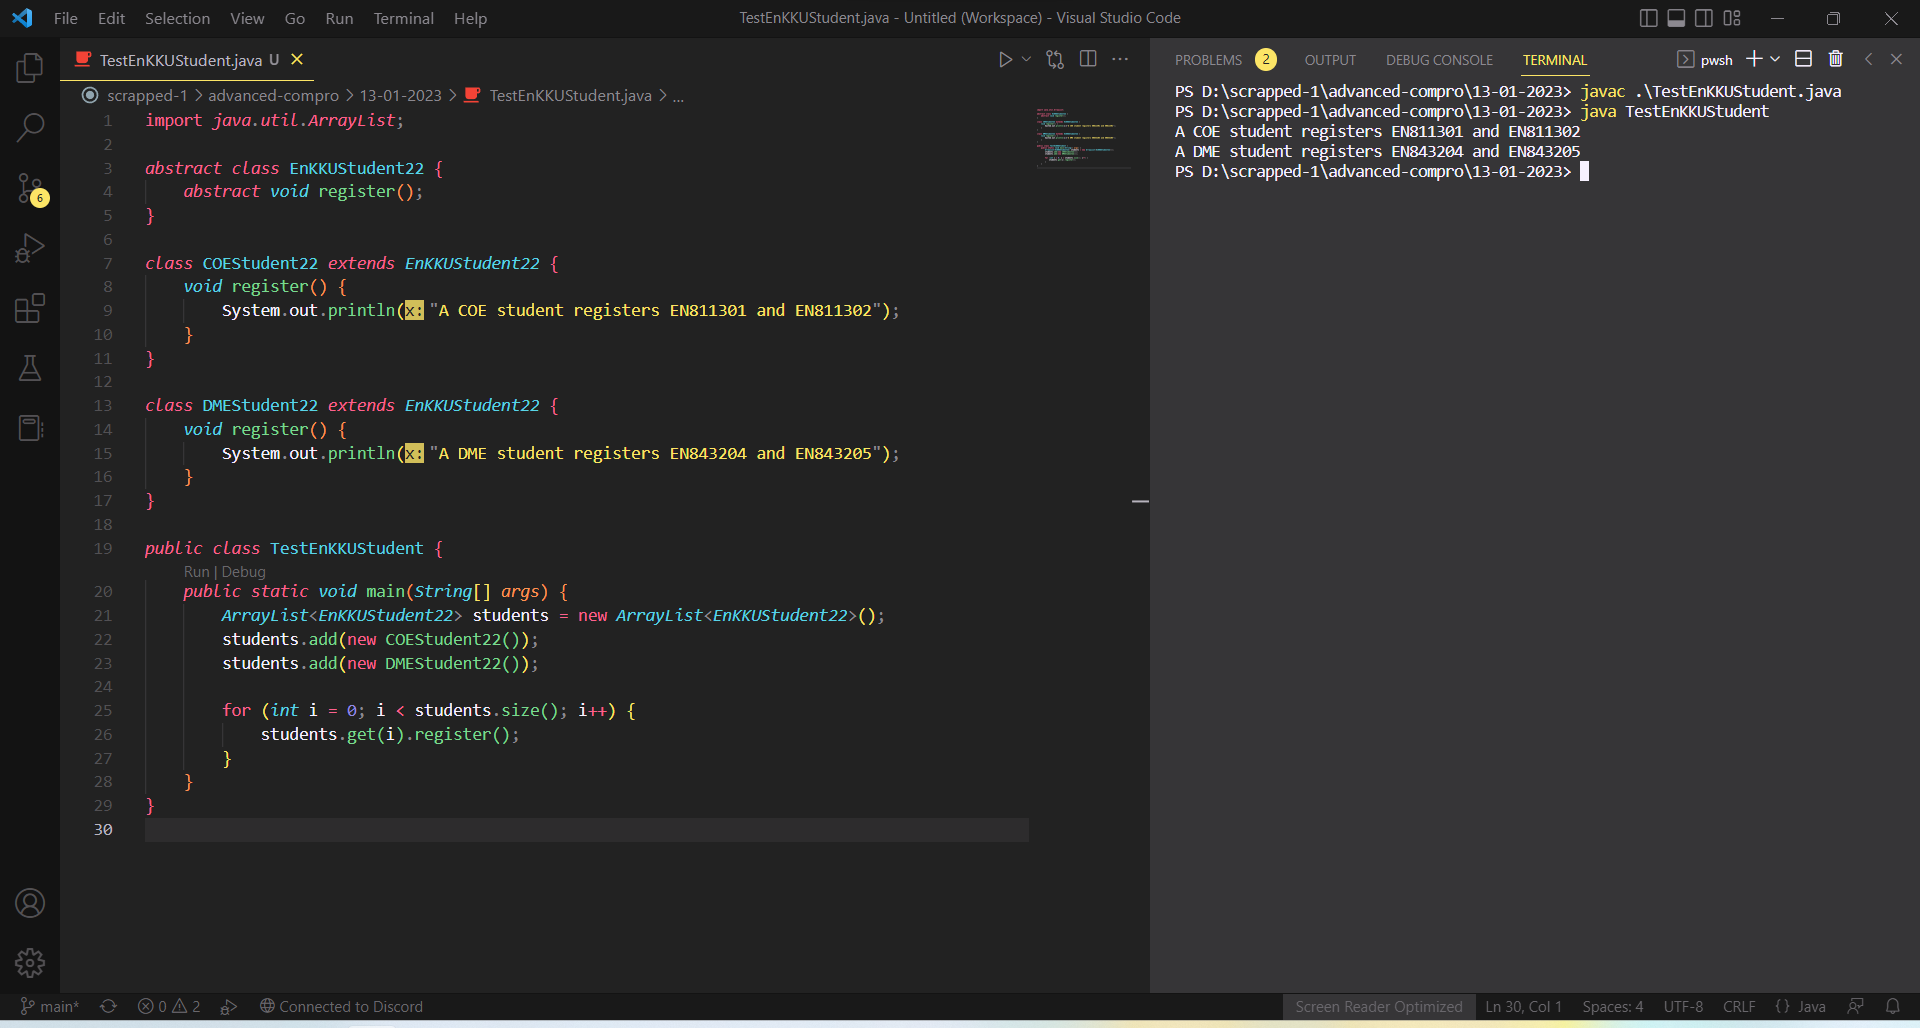 File Edit Selection View Go Run Terminal Help
TestEnKKUStudent.java - Untitled (Workspace) - Visual Studio Code
TestEnKKUStudent.java U
scrapped-1 > advanced-compro > 13-01-2023 > TestEnKKUStudent.java > ...
1 import java.util.ArrayList;
2
3 abstract class EnKKUStudent22 {
4 abstract void register();
5 }
6
7 class COEStudent22 extends EnKKUStudent22 {
8 void register() {
9 System.out.println(x: "A COE student registers EN811301 and EN811302");
10 }
11 }
12
13 class DMEStudent22 extends EnKKUStudent22 {
14 void register() {
15 System.out.println(x: "A DME student registers EN843204 and EN843205");
16 }
17 }
18
19 public class TestEnKKUStudent {
Run | Debug
20 public static void main(String[] args) {
21 ArrayList<EnKKUStudent22> students = new ArrayList<EnKKUStudent22>();
22 students.add(new COEStudent22());
23 students.add(new DMEStudent22());
24
25 for (int i = 0; i < students.size(); i++) {
26 students.get(i).register();
27 }
28 }
29 }
30
6
PROBLEMS 2 OUTPUT DEBUG CONSOLE TERMINAL pwsh
PS D:\scrapped-1\advanced-compro\13-01-2023> javac .\TestEnKKUStudent.java
PS D:\scrapped-1\advanced-compro\13-01-2023> java TestEnKKUStudent
A COE student registers EN811301 and EN811302
A DME student registers EN843204 and EN843205
PS D:\scrapped-1\advanced-compro\13-01-2023>
main* 0 2 Connected to Discord
Screen Reader Optimized Ln 30, Col 1 Spaces: 4 UTF-8 CRLF {} Java